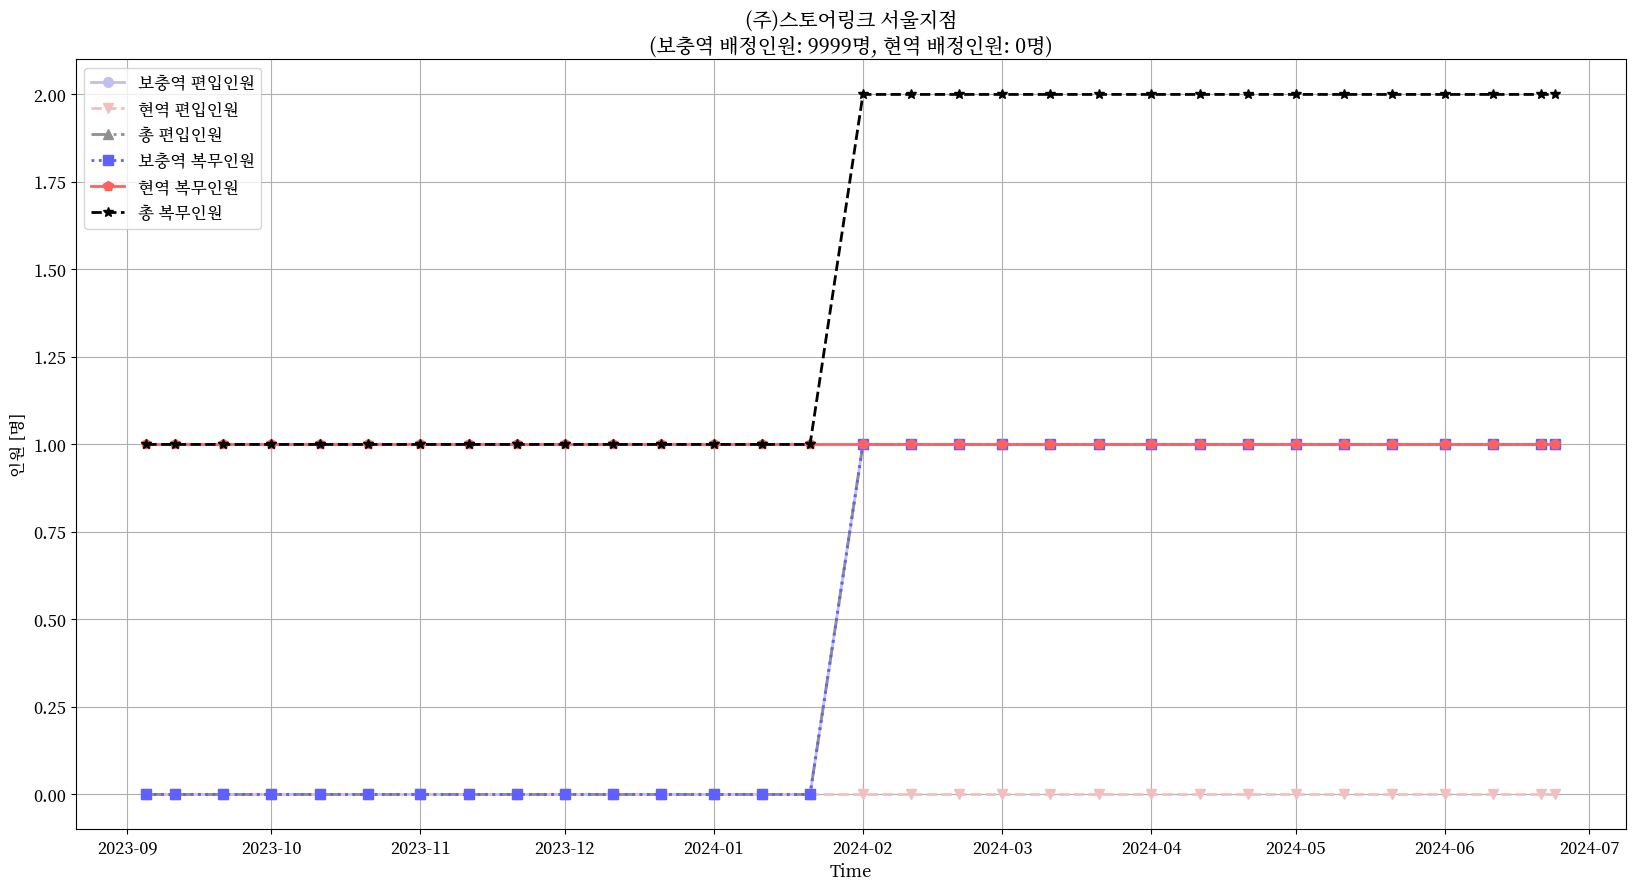 (주)스토어링크 서울지점
(보충역 배정인원: 9999명, 현역 배정인원: 0명)
보충역 편입인원
현역 편입인원
총 편입인원
보충역 복무인원
현역 복무인원
총 복무인원
2.00
1.75
1.50
1.25
1.00
0.75
0.50
0.25
0.00
인원 [명]
2023-09 2023-10 2023-11 2023-12 2024-01 2024-02 2024-03 2024-04 2024-05 2024-06 2024-07
Time